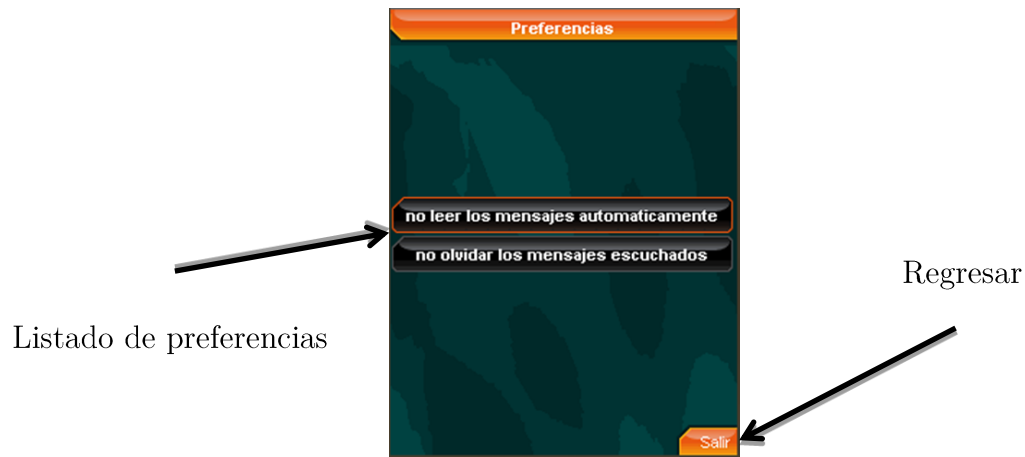 Preferencias
no leer los mensajes automaticamente
no olvidar los mensajes escuchados
Regresar
Listado de preferencias
Salir